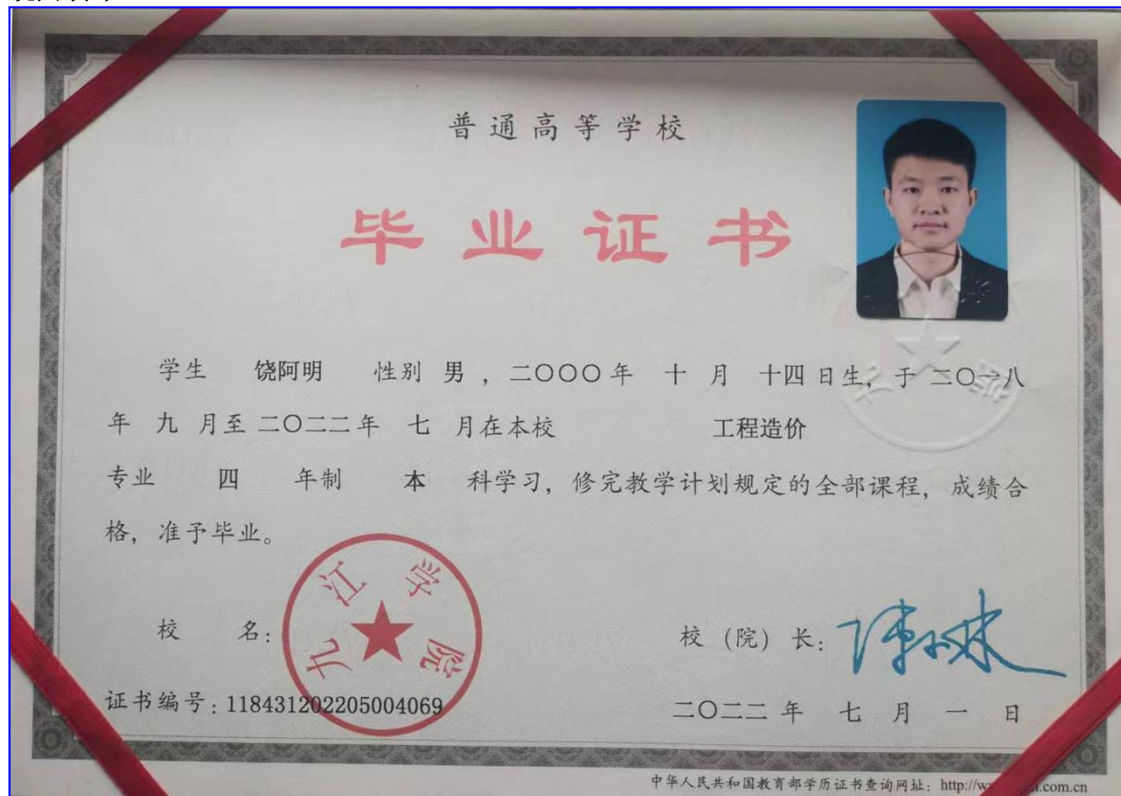 普通高等学校
毕业证书
学生 饶阿明 性别 男 ，二〇〇〇年 十 月 十四 日生，于 二〇一八
年 九 月至 二〇二二年 七 月在本校 工程造价
专业 四 年制 本 科学习，修完教学计划规定的全部课程，成绩合
格，准予毕业。
九江学院
校 名：
校（院）长：
证书编号：118431202205004069
二〇二二 年 七 月 一 日
中华人民共和国教育部学历证书查询网址：http://w
.com.cn